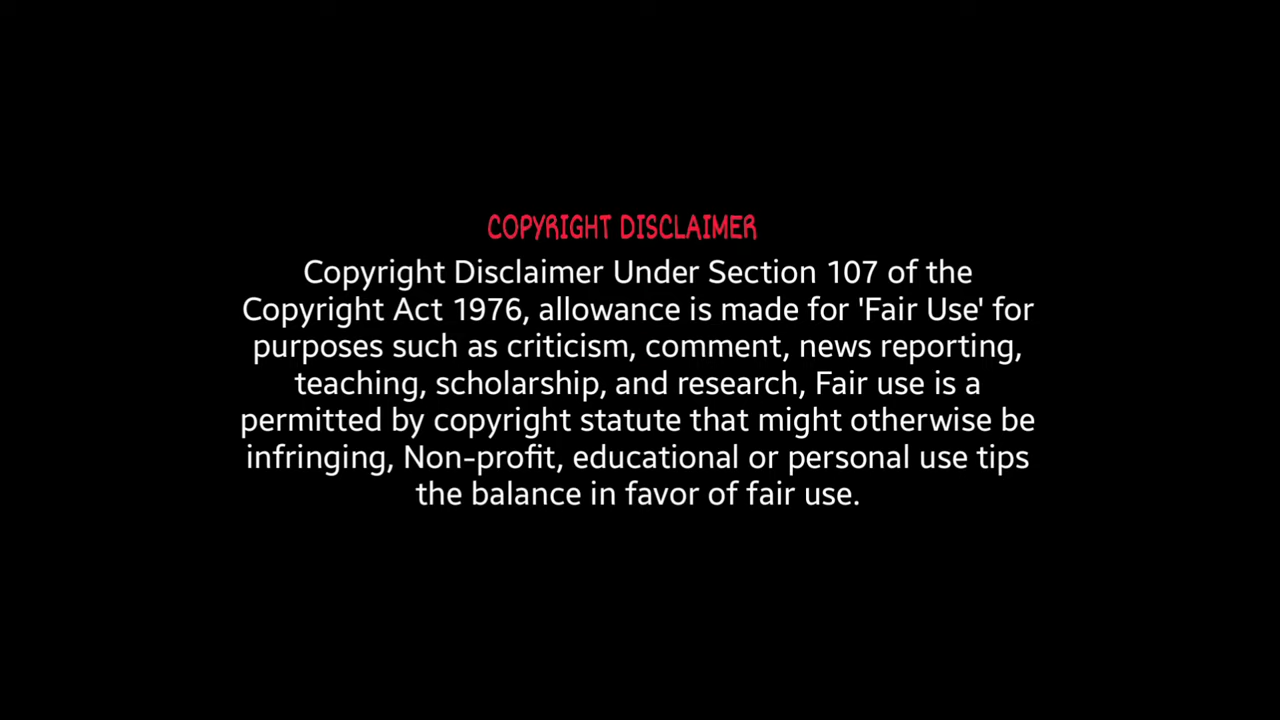 COPYRIGHT DISCLAIMER
Copyright Disclaimer Under Section 107 of the
Copyright Act 1976, allowance is made for 'Fair Use' for
purposes such as criticism, comment, news reporting,
teaching, scholarship, and research, Fair use is a
permitted by copyright statute that might otherwise be
infringing, Non-profit, educational or personal use tips
the balance in favor of fair use.